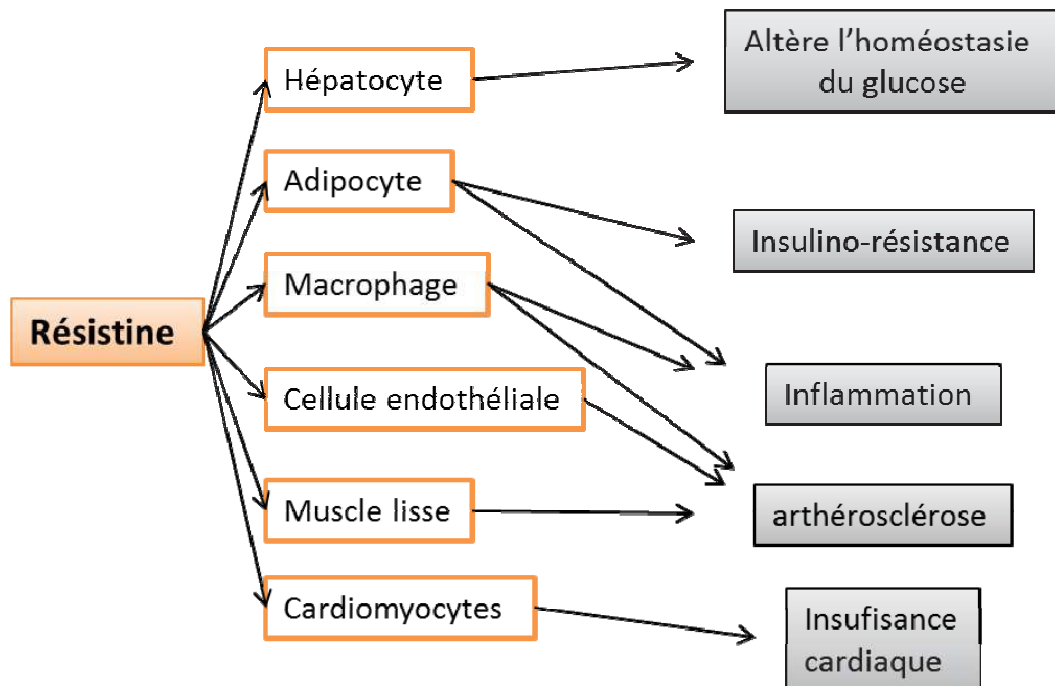 Altère l’homéostasie
du glucose
Hépatocyte
Adipocyte
Insulino-résistance
Macrophage
Résistine
Cellule endothéliale
Inflammation
Muscle lisse
arthérosclérose
Cardiomyocytes
Insufisance
cardiaque